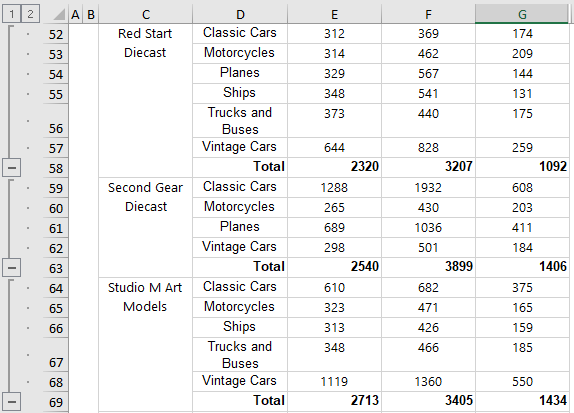 1 2 A B C D E F G
52 Red Start Classic Cars 312 369 174
53 Diecast Motorcycles 314 462 209
54 Planes 329 567 144
55 Ships 348 541 131
Trucks and 373 440 175
56 Buses
57 Vintage Cars 644 828 259
58 Total 2320 3207 1092
59 Second Gear Classic Cars 1288 1932 608
60 Diecast Motorcycles 265 430 203
61 Planes 689 1036 411
62 Vintage Cars 298 501 184
63 Total 2540 3899 1406
64 Studio M Art Classic Cars 610 682 375
65 Models Motorcycles 323 471 165
66 Ships 313 426 159
Trucks and 348 466 185
67 Buses
68 Vintage Cars 1119 1360 550
69 Total 2713 3405 1434